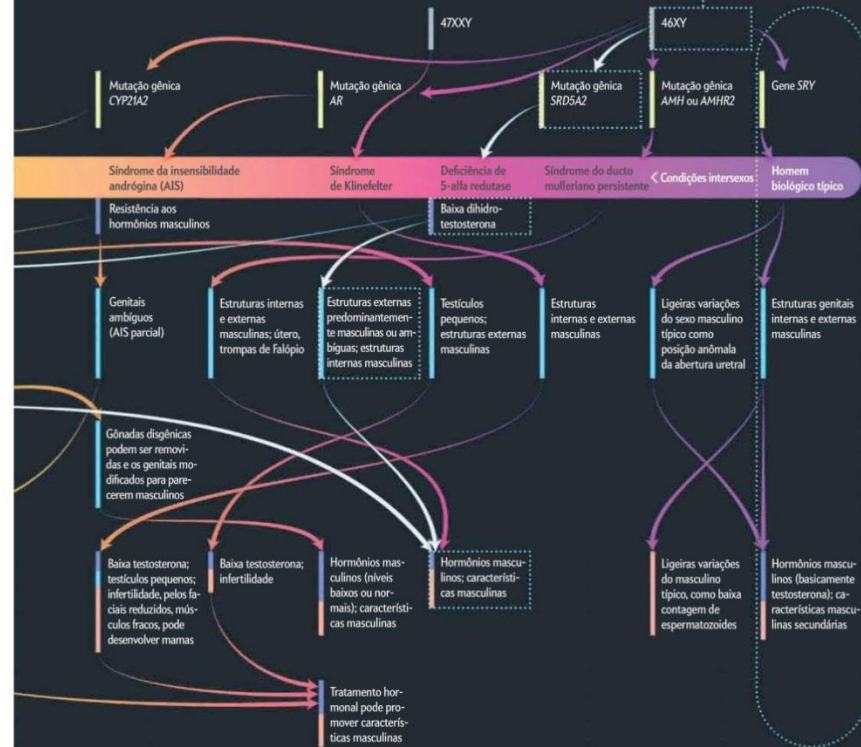 47XXY
46XY
Mutação gênica
CYP21A2
Mutação gênica
AR
Mutação gênica
SRD5A2
Mutação gênica
AMH ou AMHR2
Gene SRY
Síndrome da insensibilidade
andrógina (AIS)
Síndrome
de Klinefelter
Deficiência de
5-alfa redutase
Síndrome do ducto
mulleriano persistente
< Condições intersexos
Homem
biológico típico
Resistência aos
hormônios masculinos
Baixa dihidro-
testosterona
Genitais
ambíguos
(AIS parcial)
Estruturas internas
e externas
masculinas; útero,
trompas de Falópio
Estruturas externas
predominantemen-
te masculinas ou am-
bíguas; estruturas
internas masculinas
Testículos
pequenos;
estruturas externas
masculinas
Estruturas
internas e externas
masculinas
Ligeiras variações
do sexo masculino
típico como
posição anômala
da abertura uretral
Estruturas genitais
internas e externas
masculinas
Gônadas disgênicas
podem ser removi-
das e os genitais mo-
dificados para pare-
cerem masculinos
Baixa testosterona;
testículos pequenos;
infertilidade, pelos fa-
ciais reduzidos, mús-
culos fracos, pode
desenvolver mamas
Baixa testosterona;
infertilidade
Hormônios mas-
culinos (níveis
baixos ou nor-
mais); caracterís-
ticas masculinas
Hormônios mascu-
linos; caracterís-
cas masculinas
Ligeiras variações
do masculino
típico, como baixa
contagem de
espermatozoides
Hormônios mascu-
linos (basicamente
testosterona); ca-
racterísticas mascu-
linas secundárias
Tratamento hor-
monal pode pro-
mover caracterís-
ticas masculinas